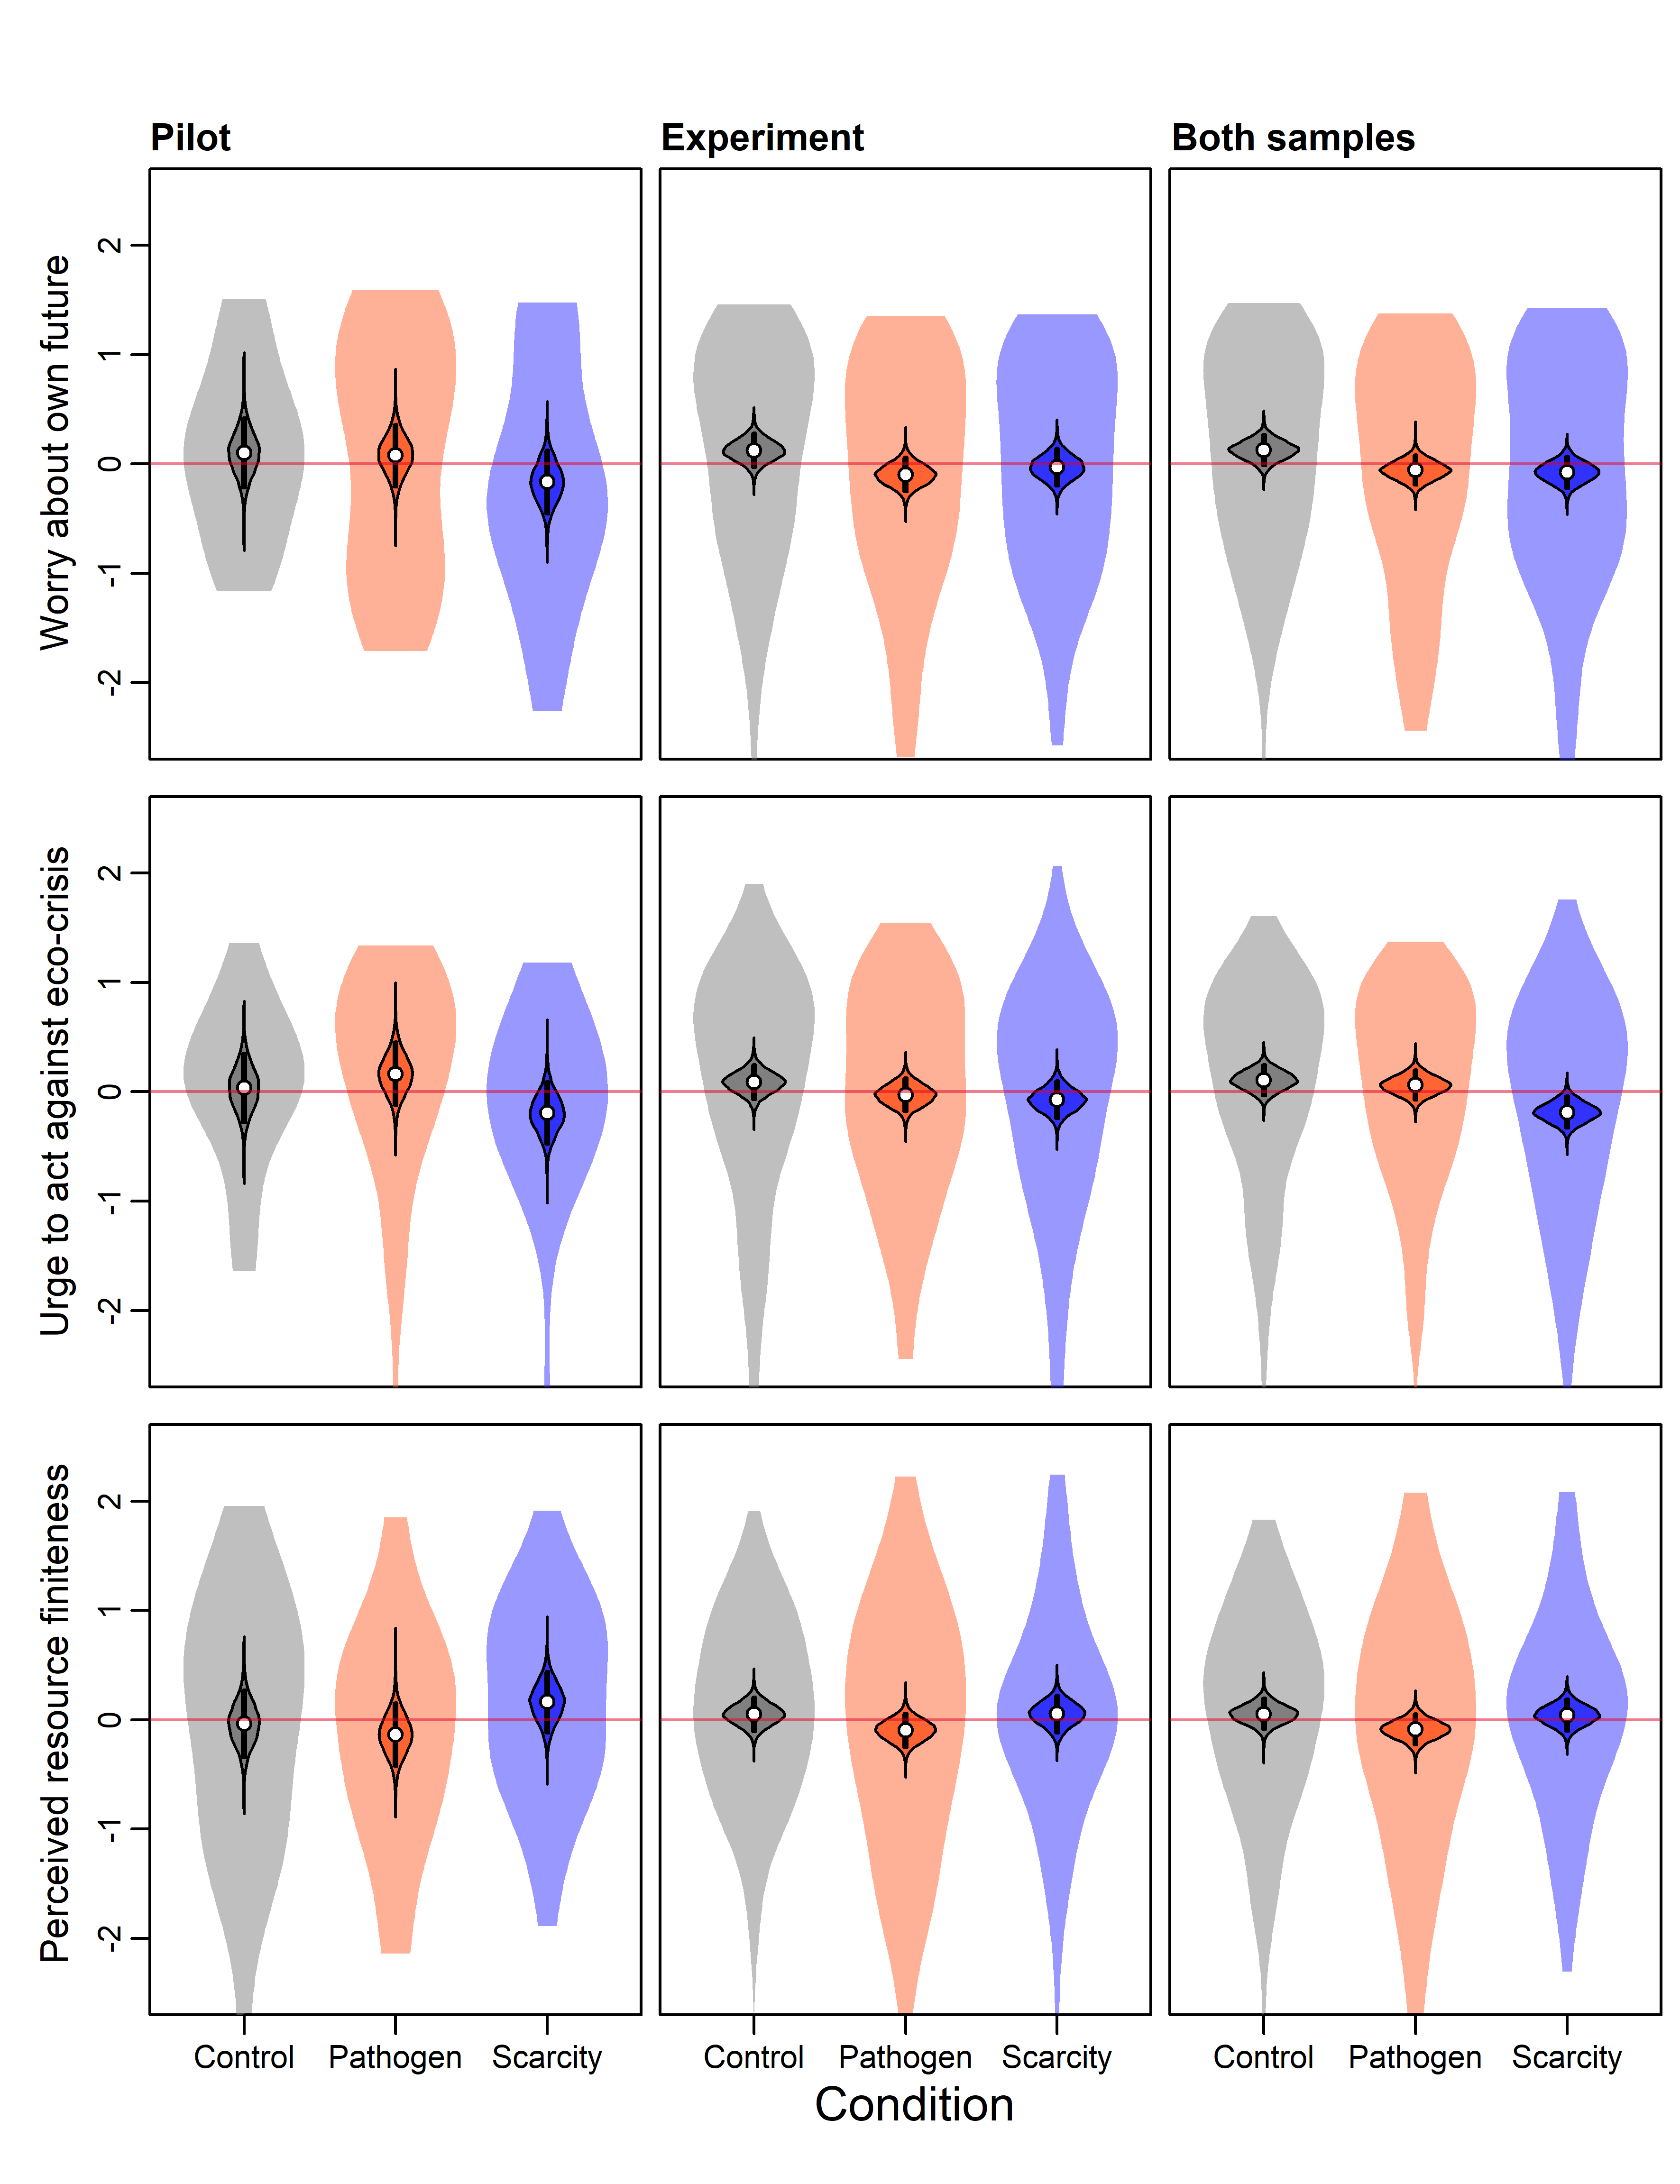 Pilot
Experiment
Both samples
Worry about own future
2
1
0
-1
-2
Urge to act against eco-crisis
2
1
0
-1
-2
Perceived resource finiteness
2
1
0
-1
-2
Control Pathogen Scarcity
Control Pathogen Scarcity
Control Pathogen Scarcity
Condition